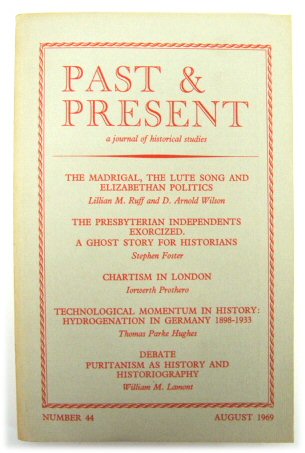 PAST &
PRESENT
a journal of historical studies
THE MADRIGAL, THE LUTE SONG AND
ELIZABETHAN POLITICS
Lillian M. Ruff and D. Arnold Wilson
THE PRESBYTERIAN INDEPENDENTS
EXORCIZED.
A GHOST STORY FOR HISTORIANS
Stephen Foster
CHARTISM IN LONDON
Iorwerth Prothero
TECHNOLOGICAL MOMENTUM IN HISTORY:
HYDROGENATION IN GERMANY 1898-1933
Thomas Parke Hughes
DEBATE
PURITANISM AS HISTORY AND
HISTORIOGRAPHY
William M. Lamont
NUMBER 44 AUGUST 1969